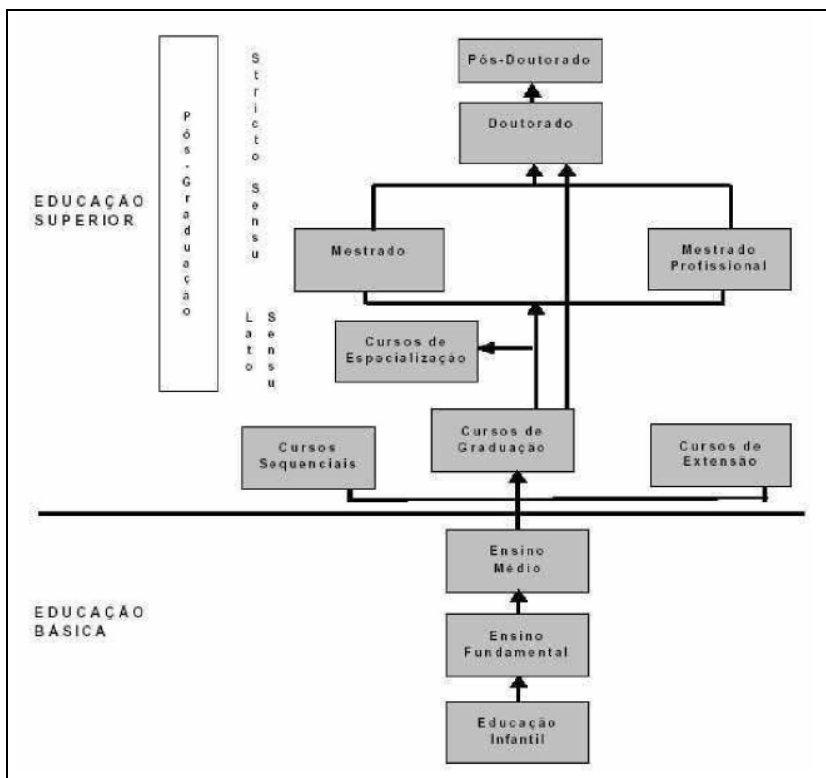 Pós-Doutorado
Doutorado
Stricto Sensu
Pós-Graduação
EDUCAÇÃO
SUPERIOR
Mestrado
Mestrado
Profissional
Lato
Sensu
Cursos de
Especialização
Cursos
Sequenciais
Cursos de
Graduação
Cursos de
Extensão
Ensino
Médio
EDUCAÇÃO
BÁSICA
Ensino
Fundamental
Educação
Infantil